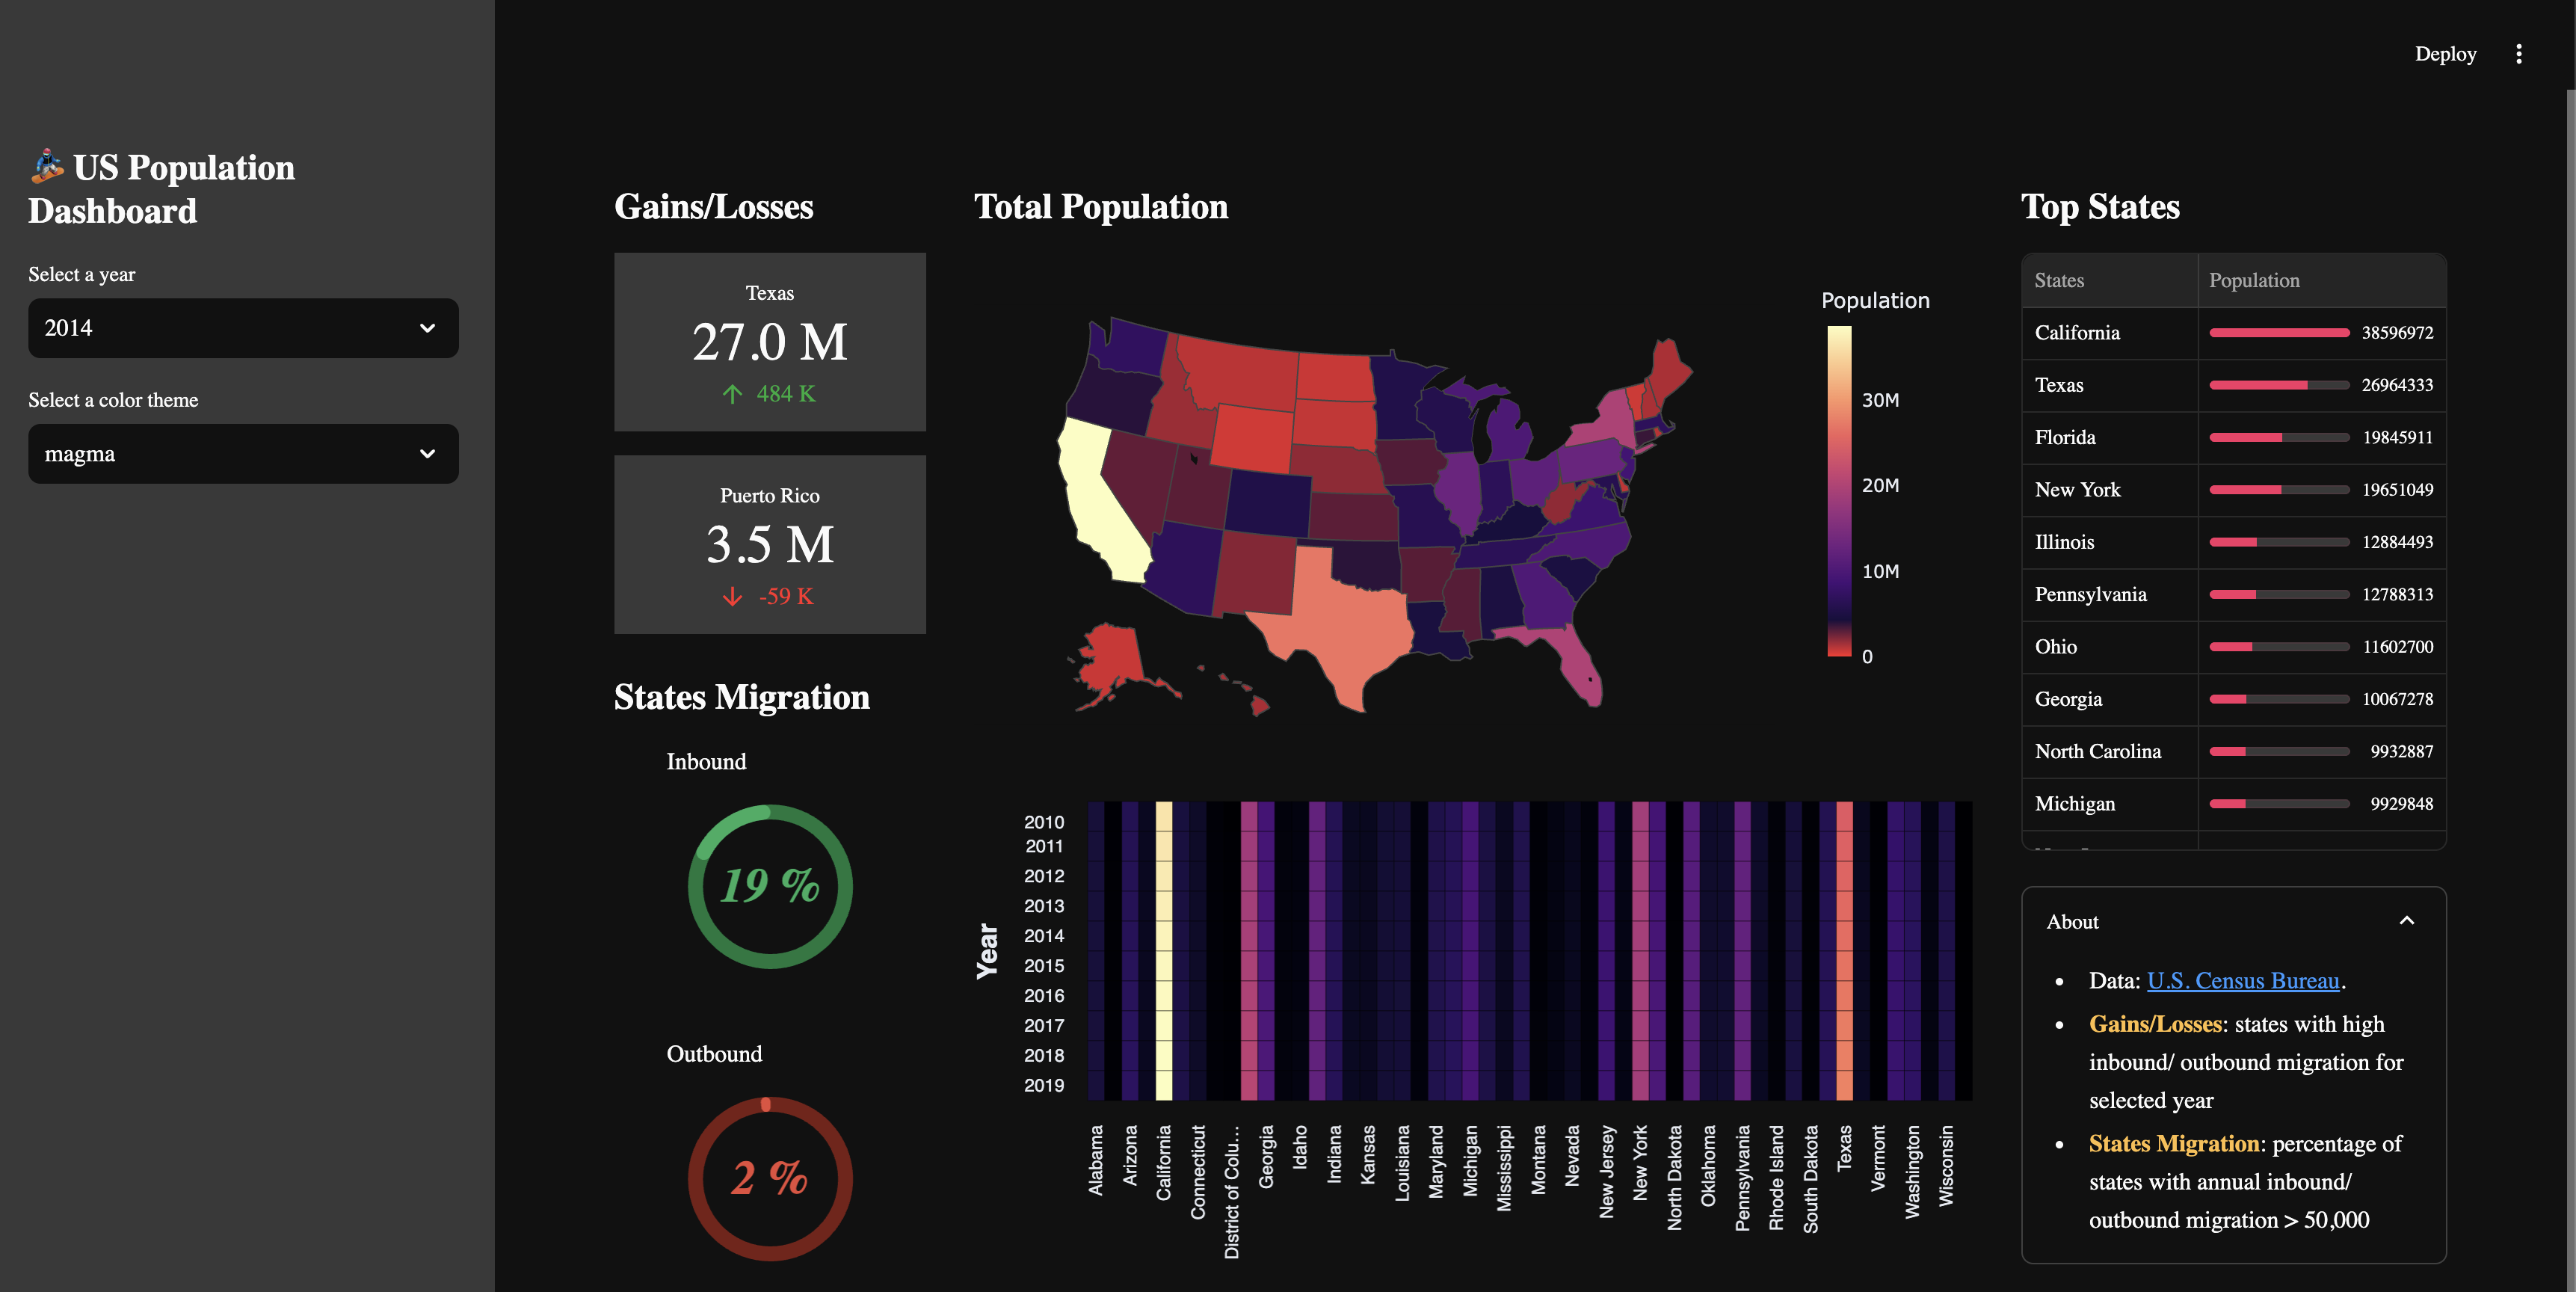 Deploy
US Population
Dashboard
Select a year
2014
Select a color theme
magma
Gains/Losses
Texas
27.0 M
484 K
Puerto Rico
3.5 M
-59 K
States Migration
Inbound
19 %
Outbound
2 %
Total Population
Population
30M
20M
10M
0
Year
2010
2011
2012
2013
2014
2015
2016
2017
2018
2019
Alabama
Arizona
California
Connecticut
District of Colu…
Georgia
Idaho
Indiana
Kansas
Louisiana
Maryland
Michigan
Mississippi
Montana
Nevada
New Jersey
New York
North Dakota
Oklahoma
Pennsylvania
Rhode Island
South Dakota
Texas
Vermont
Washington
Wisconsin
Top States
States Population
California 38596972
Texas 26964333
Florida 19845911
New York 19651049
Illinois 12884493
Pennsylvania 12788313
Ohio 11602700
Georgia 10067278
North Carolina 9932887
Michigan 9929848
About
• Data: U.S. Census Bureau.
• Gains/Losses: states with high
inbound/ outbound migration for
selected year
• States Migration: percentage of
states with annual inbound/
outbound migration > 50,000